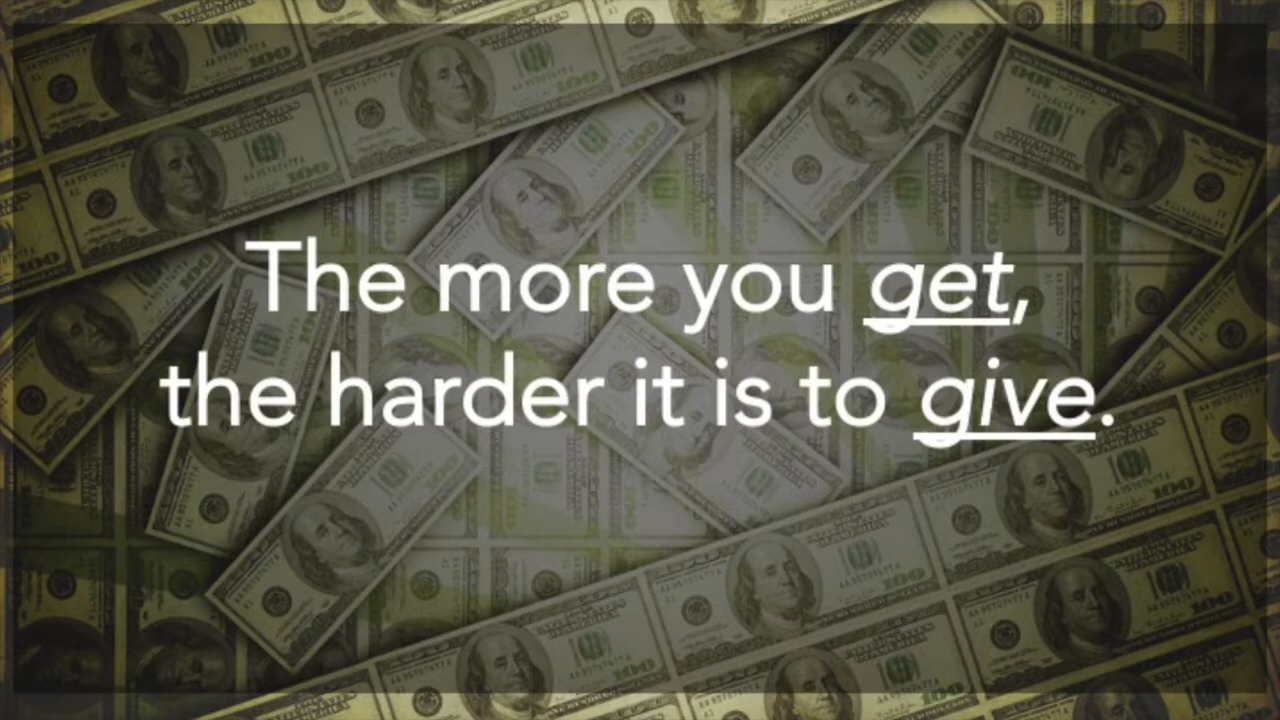 The more you get,
the harder it is to give.